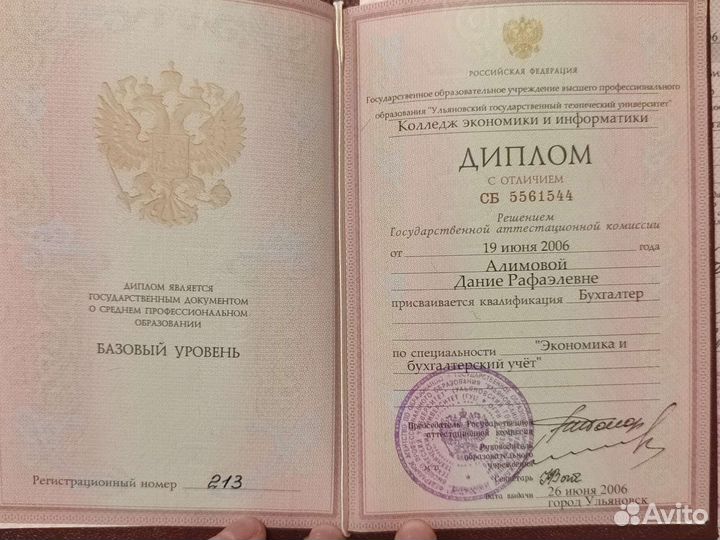 ДИПЛОМ ЯВЛЯЕТСЯ
ГОСУДАРСТВЕННЫМ ДОКУМЕНТОМ
О СРЕДНЕМ ПРОФЕССИОНАЛЬНОМ
ОБРАЗОВАНИИ
БАЗОВЫЙ УРОВЕНЬ
Регистрационный номер 213
РОССИЙСКАЯ ФЕДЕРАЦИЯ
Государственное образовательное учреждение высшего профессионального
образования "Ульяновский государственный технический университет"
Колледж экономики и информатики
ДИПЛОМ
С ОТЛИЧИЕМ
СБ 5561544
Решением
Государственной аттестационной комиссии
от 19 июня 2006 года
Алимовой
Дание Рафаэлевне
присваивается квалификация Бухгалтер
по специальности "Экономика и
бухгалтерский учёт"
Председатель Государственной
аттестационной комиссии
Руководитель
образовательного
учреждения
Секретарь
дата выдачи 26 июня 2006
город Ульяновск
Avito